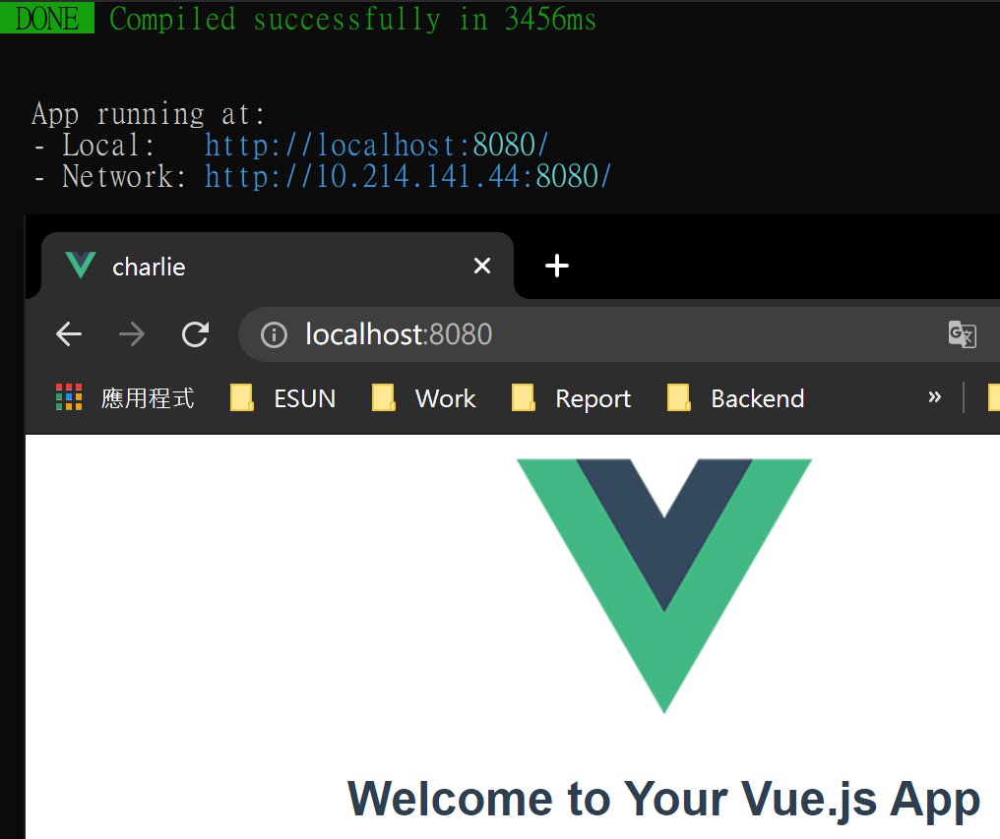 DONE Compiled successfully in 3456ms
App running at:
- Local: http://localhost:8080/
- Network: http://10.214.141.44:8080/
charlie
localhost:8080
應用程式 ESUN Work Report Backend »
Welcome to Your Vue.js App